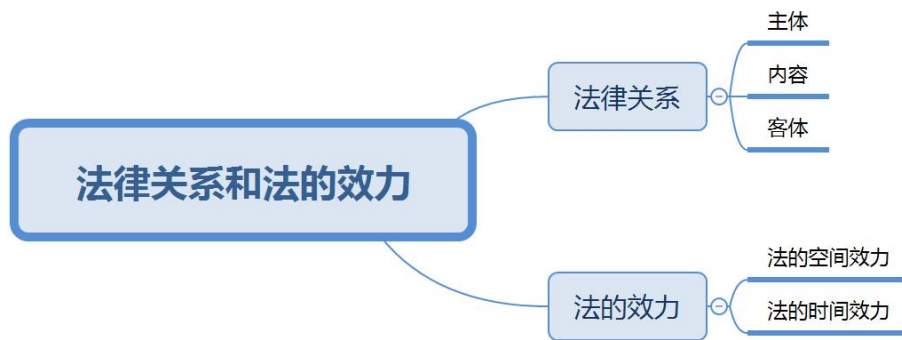 法律关系和法的效力
法律关系
主体
内容
客体
法的效力
法的空间效力
法的时间效力